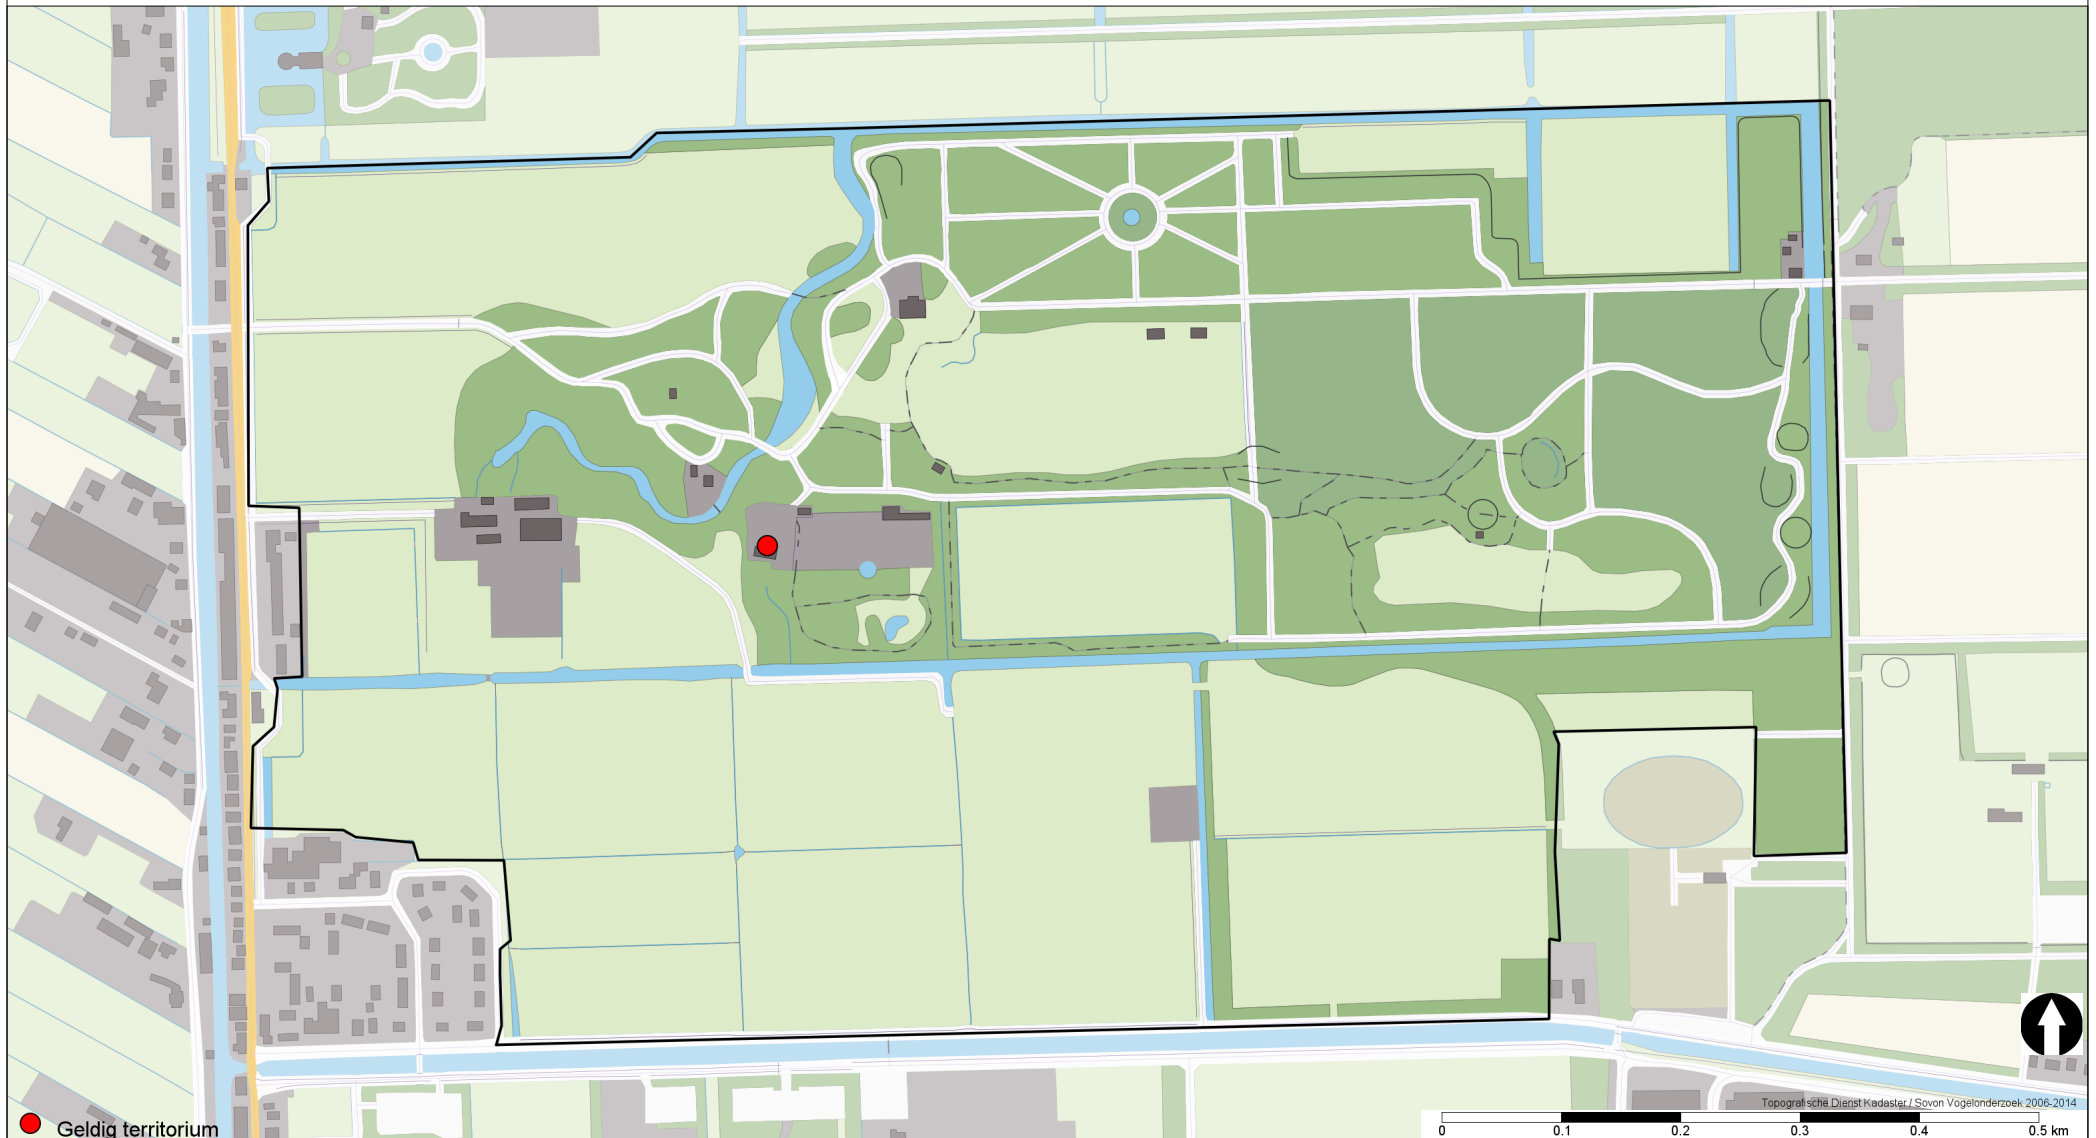 Topografische Dienst Kadaster / Sovon Vogelonderzoek 2006-2014
Geldig territorium
0 0.1 0.2 0.3 0.4 0.5 km